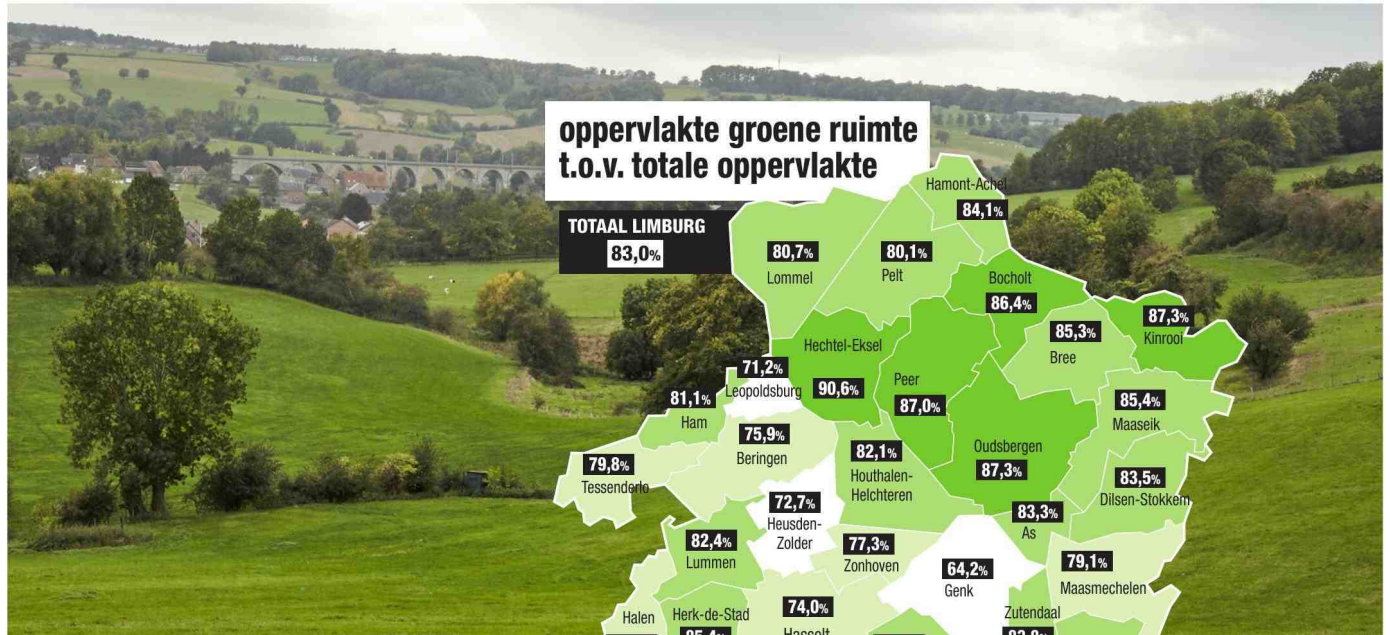 oppervlakte groene ruimte
t.o.v. totale oppervlakte
TOTAAL LIMBURG
83,0%
Hamont-Achel
84,1%
80,7%
Lommel
80,1%
Pelt
Bocholt
86,4%
87,3%
Kinrooi
85,3%
Bree
Hechtel-Eksel
90,6%
Peer
87,0%
71,2%
Leopoldsburg
81,1%
Ham
85,4%
Maaseik
75,9%
Beringen
Oudsbergen
87,3%
82,1%
Houthalen-
Helchteren
79,8%
Tessenderlo
83,5%
Dilsen-Stokkem
72,7%
Heusden-
Zolder
83,3%
As
82,4%
Lummen
77,3%
Zonhoven
64,2%
Genk
79,1%
Maasmechelen
Halen
Herk-de-Stad
85,4%
74,0%
Hasselt
Zutendaal